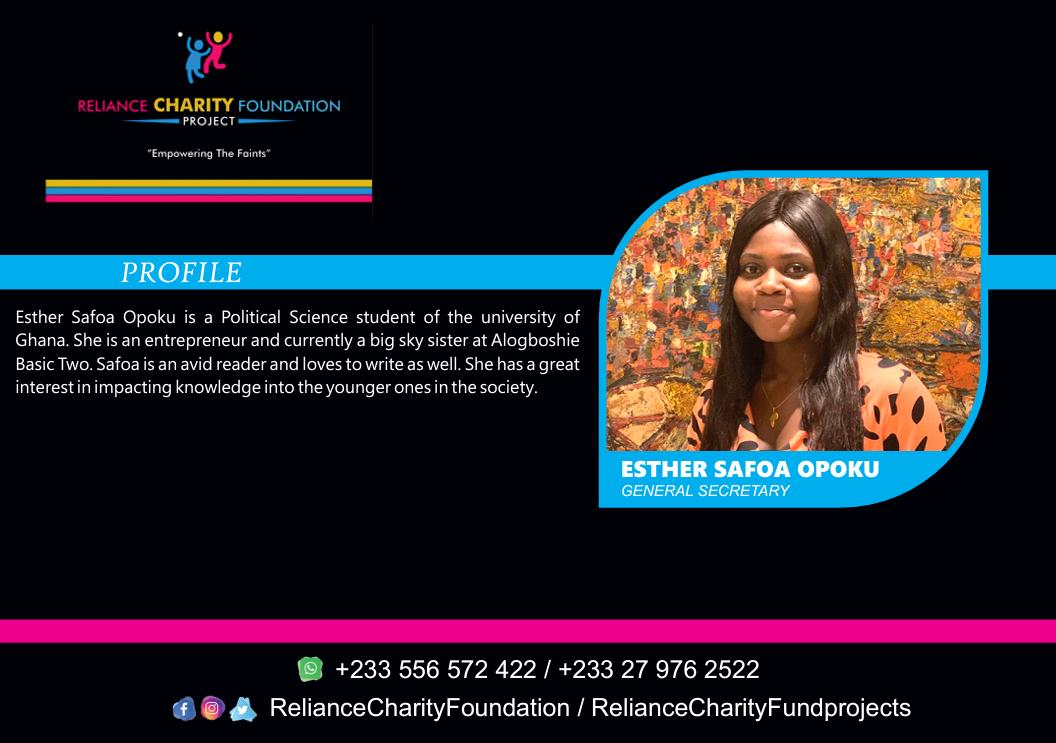 RELIANCE CHARITY FOUNDATION
PROJECT
“Empowering The Faints”
PROFILE
Esther Safoa Opoku is a Political Science student of the university of
Ghana. She is an entrepreneur and currently a big sky sister at Alogboshie
Basic Two. Safoa is an avid reader and loves to write as well. She has a great
interest in impacting knowledge into the younger ones in the society.
ESTHER SAFOA OPOKU
GENERAL SECRETARY
+233 556 572 422 / +233 27 976 2522
RelianceCharityFoundation / RelianceCharityFundprojects